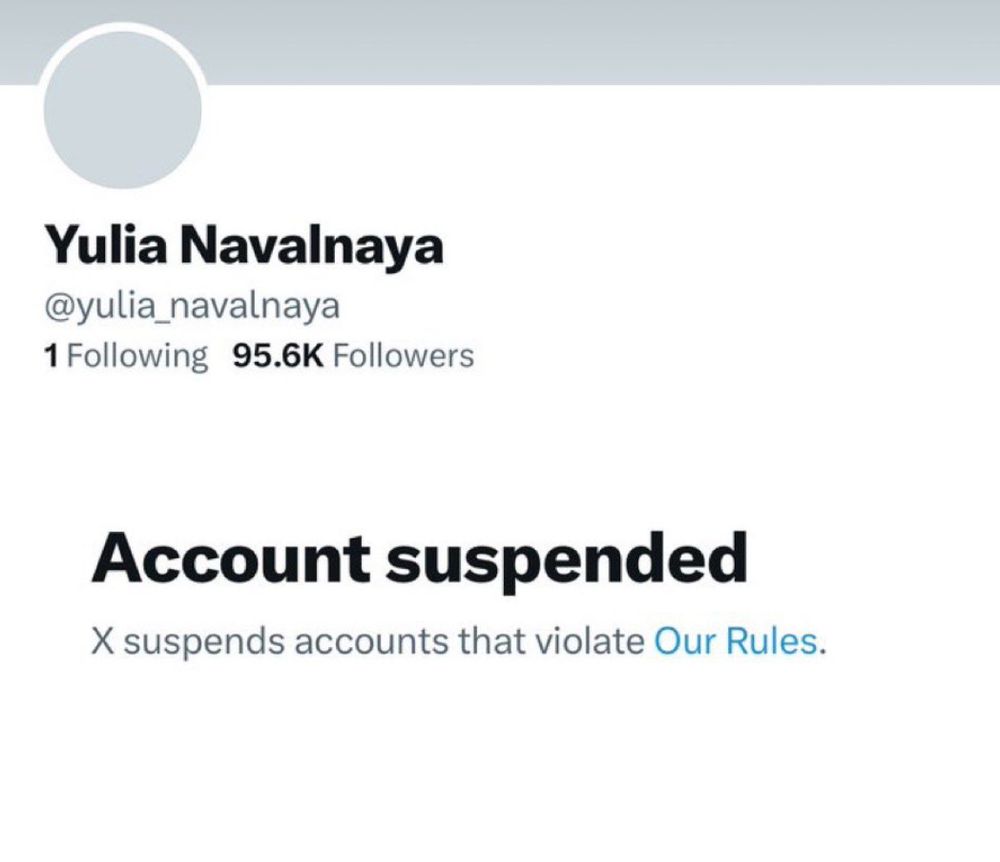 Yulia Navalnaya
@yulia_navalnaya
1 Following 95.6K Followers
Account suspended
X suspends accounts that violate Our Rules.